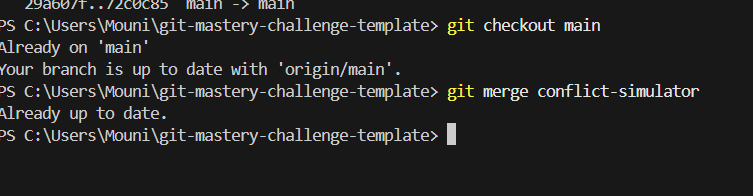 29a607f..72c0c85  main -> main
PS C:\Users\Mouni\git-mastery-challenge-template> git checkout main
Already on 'main'
Your branch is up to date with 'origin/main'.
PS C:\Users\Mouni\git-mastery-challenge-template> git merge conflict-simulator
Already up to date.
PS C:\Users\Mouni\git-mastery-challenge-template>